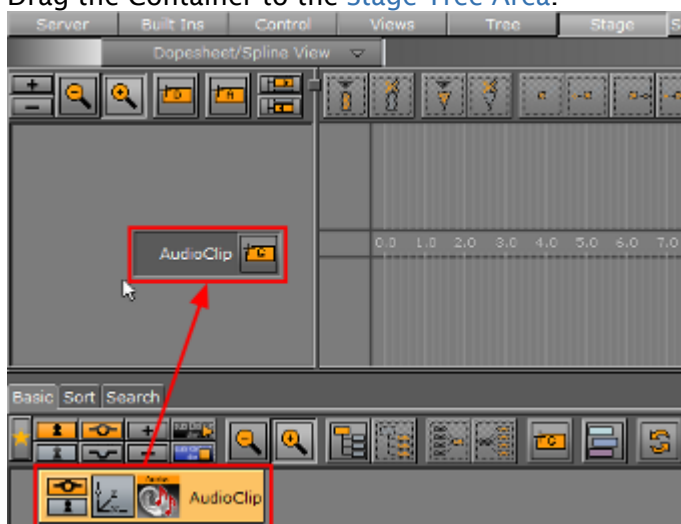 Drag the Container to the Stage Tree Area.
Server Built Ins Control Views Tree Stage S
Dopesheet/Spline View
0.0 1.0 2.0 3.0 4.0 5.0 6.0 7.0
AudioClip
Basic Sort Search
AudioClip